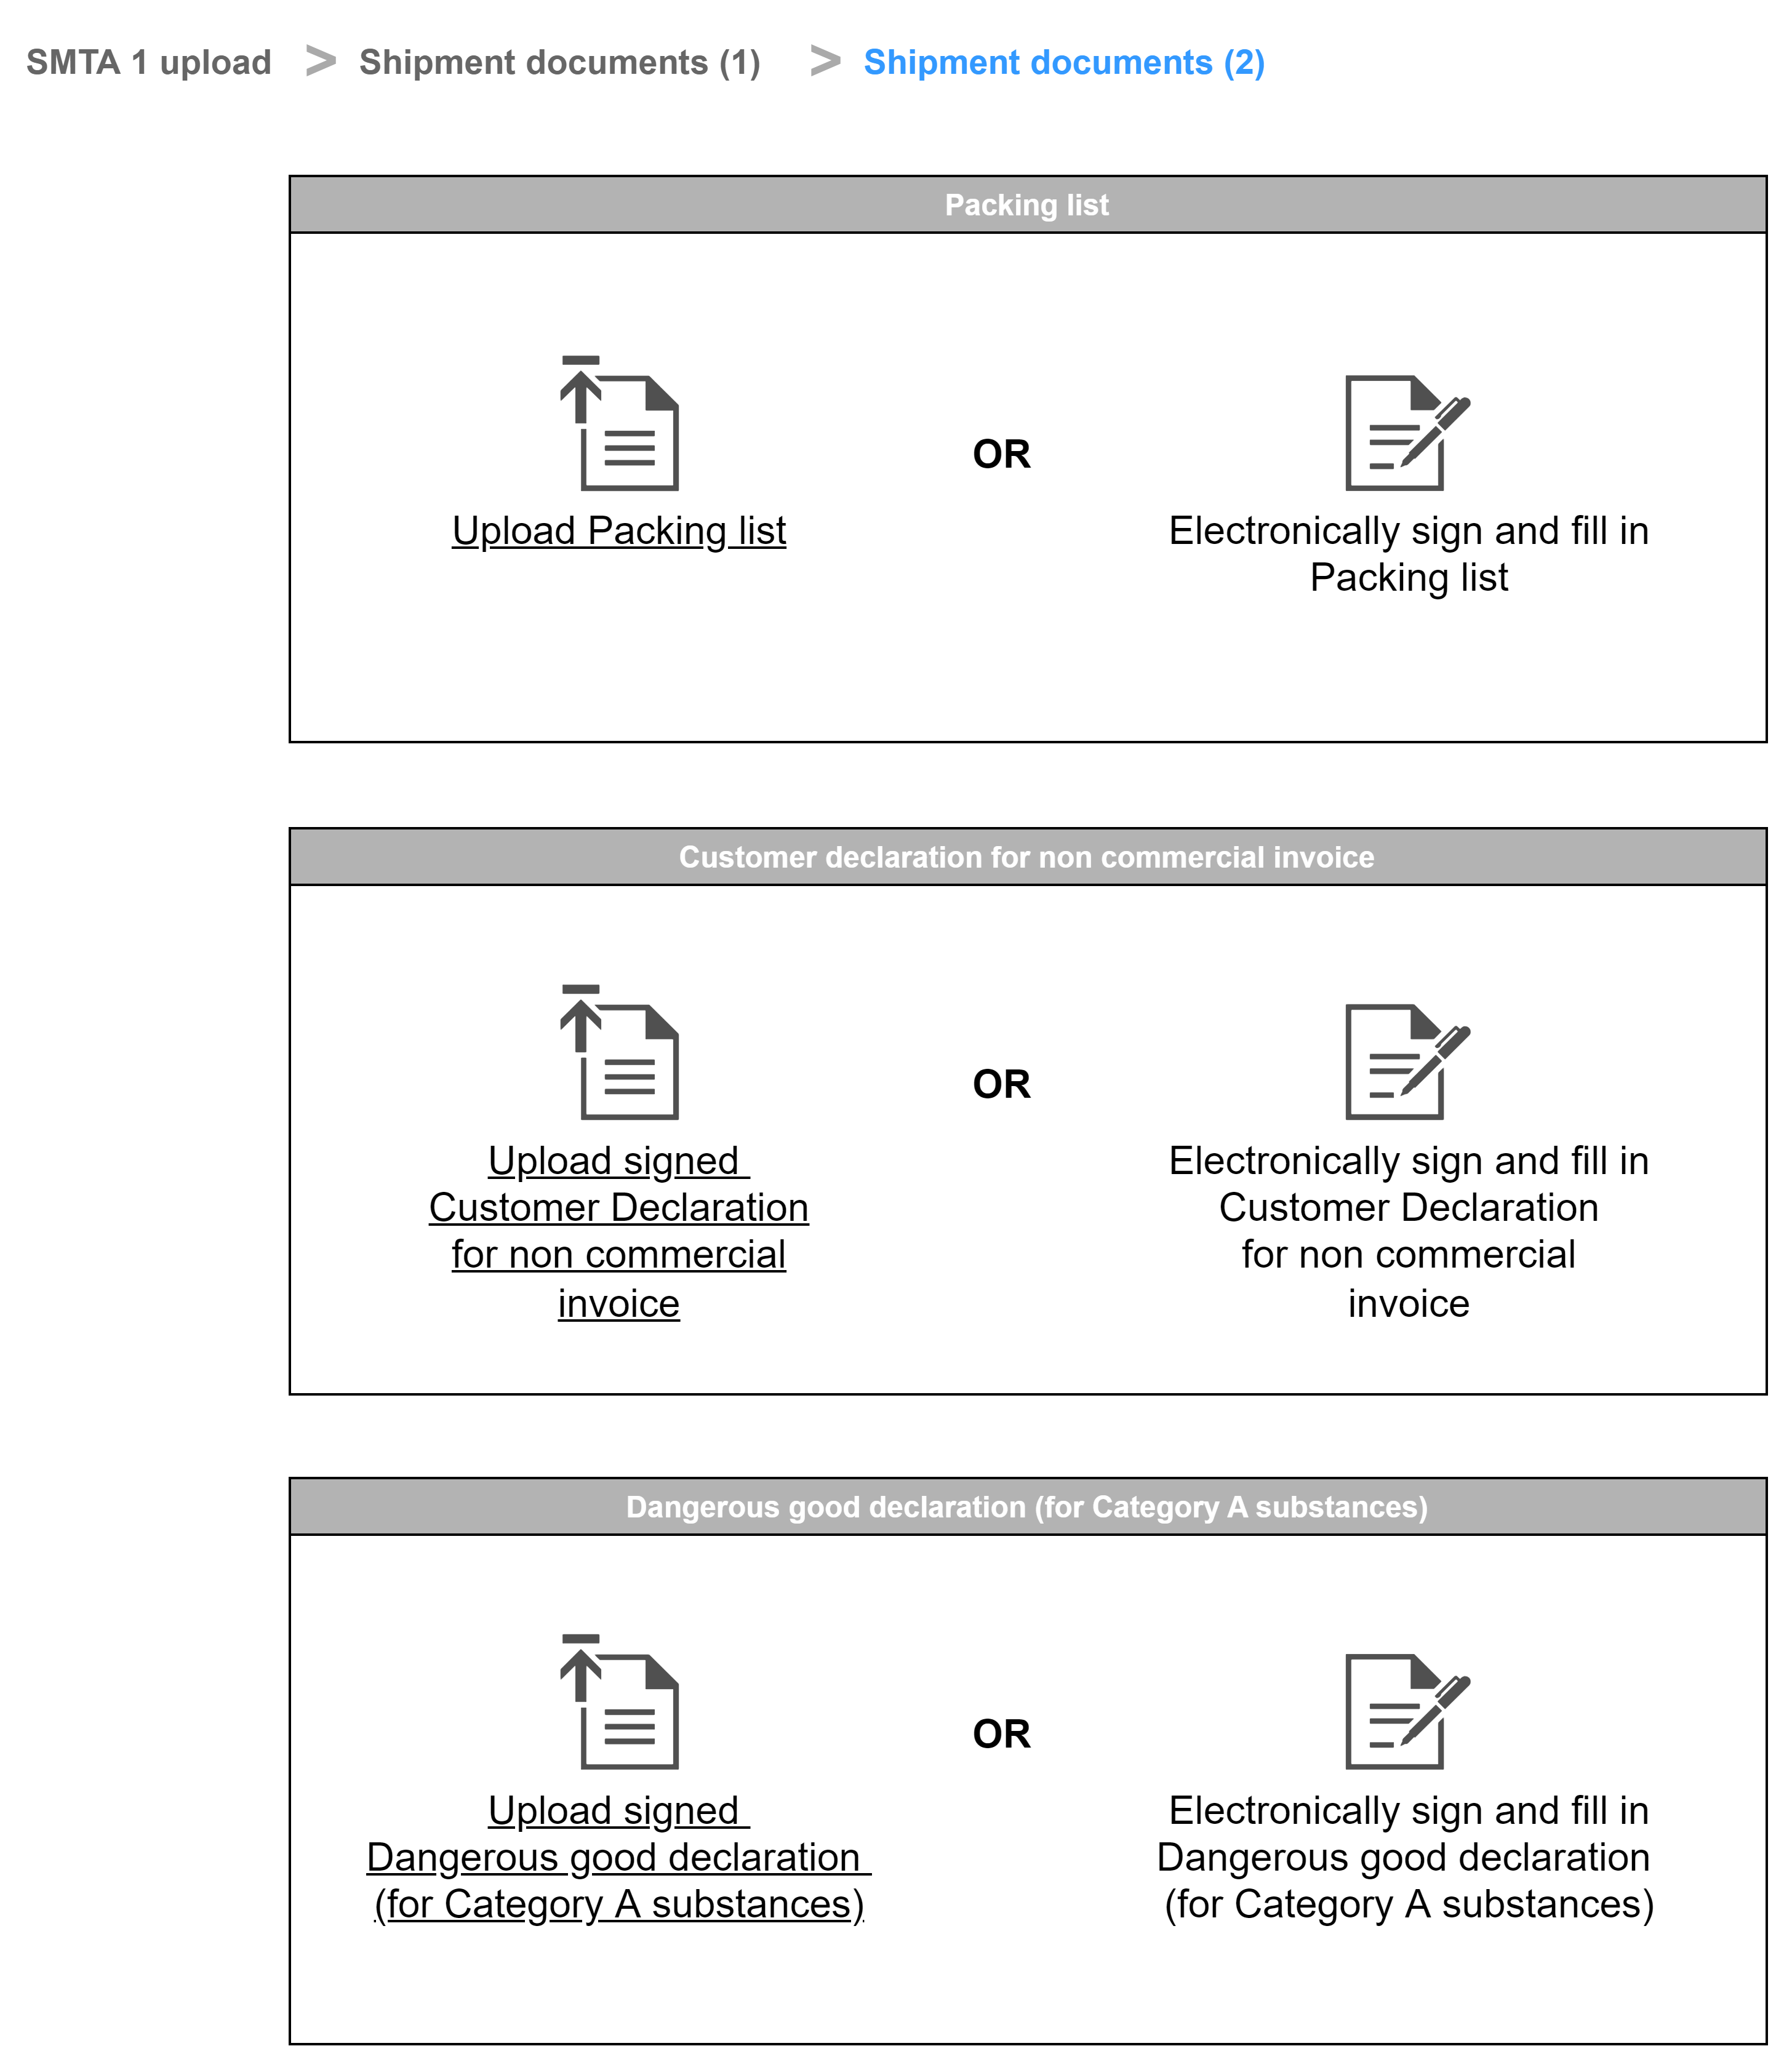 SMTA 1 upload > Shipment documents (1) > Shipment documents (2)
Packing list
OR
Upload Packing list
Electronically sign and fill in
Packing list
Customer declaration for non commercial invoice
OR
Upload signed
Customer Declaration
for non commercial
invoice
Electronically sign and fill in
Customer Declaration
for non commercial
invoice
Dangerous good declaration (for Category A substances)
OR
Upload signed
Dangerous good declaration
(for Category A substances)
Electronically sign and fill in
Dangerous good declaration
(for Category A substances)